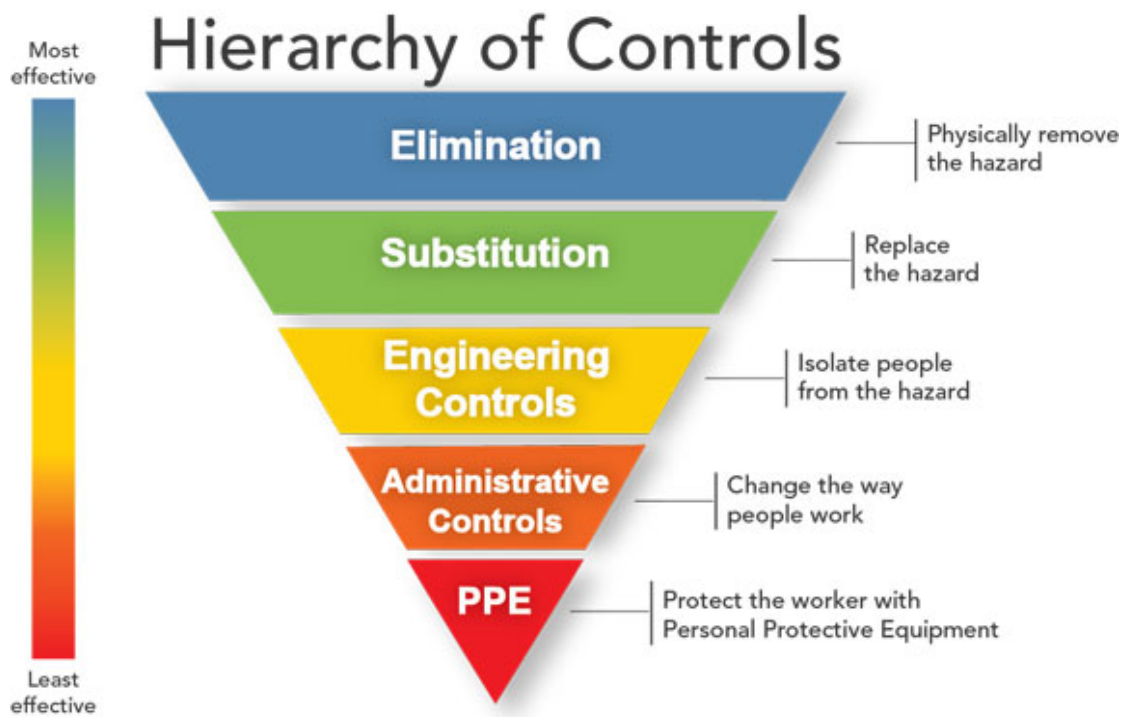 Hierarchy of Controls
Most
effective
Elimination
Physically remove
the hazard
Substitution
Replace
the hazard
Engineering
Controls
Isolate people
from the hazard
Administrative
Controls
Change the way
people work
PPE
Protect the worker with
Personal Protective Equipment
Least
effective